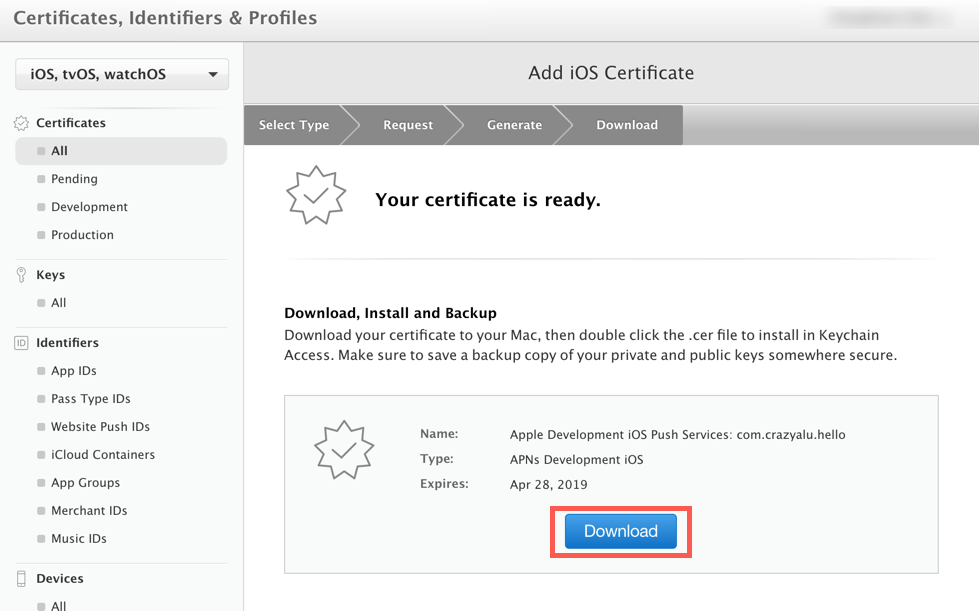 Certificates, Identifiers & Profiles
iOS, tvOS, watchOS
Certificates
All
Pending
Development
Production
Keys
All
Identifiers
App IDs
Pass Type IDs
Website Push IDs
iCloud Containers
App Groups
Merchant IDs
Music IDs
Devices
All
Add iOS Certificate
Select Type
Request
Generate
Download
Your certificate is ready.
Download, Install and Backup
Download your certificate to your Mac, then double click the .cer file to install in Keychain
Access. Make sure to save a backup copy of your private and public keys somewhere secure.
Name: Apple Development iOS Push Services: com.crazyalu.hello
Type: APNs Development iOS
Expires: Apr 28, 2019
Download